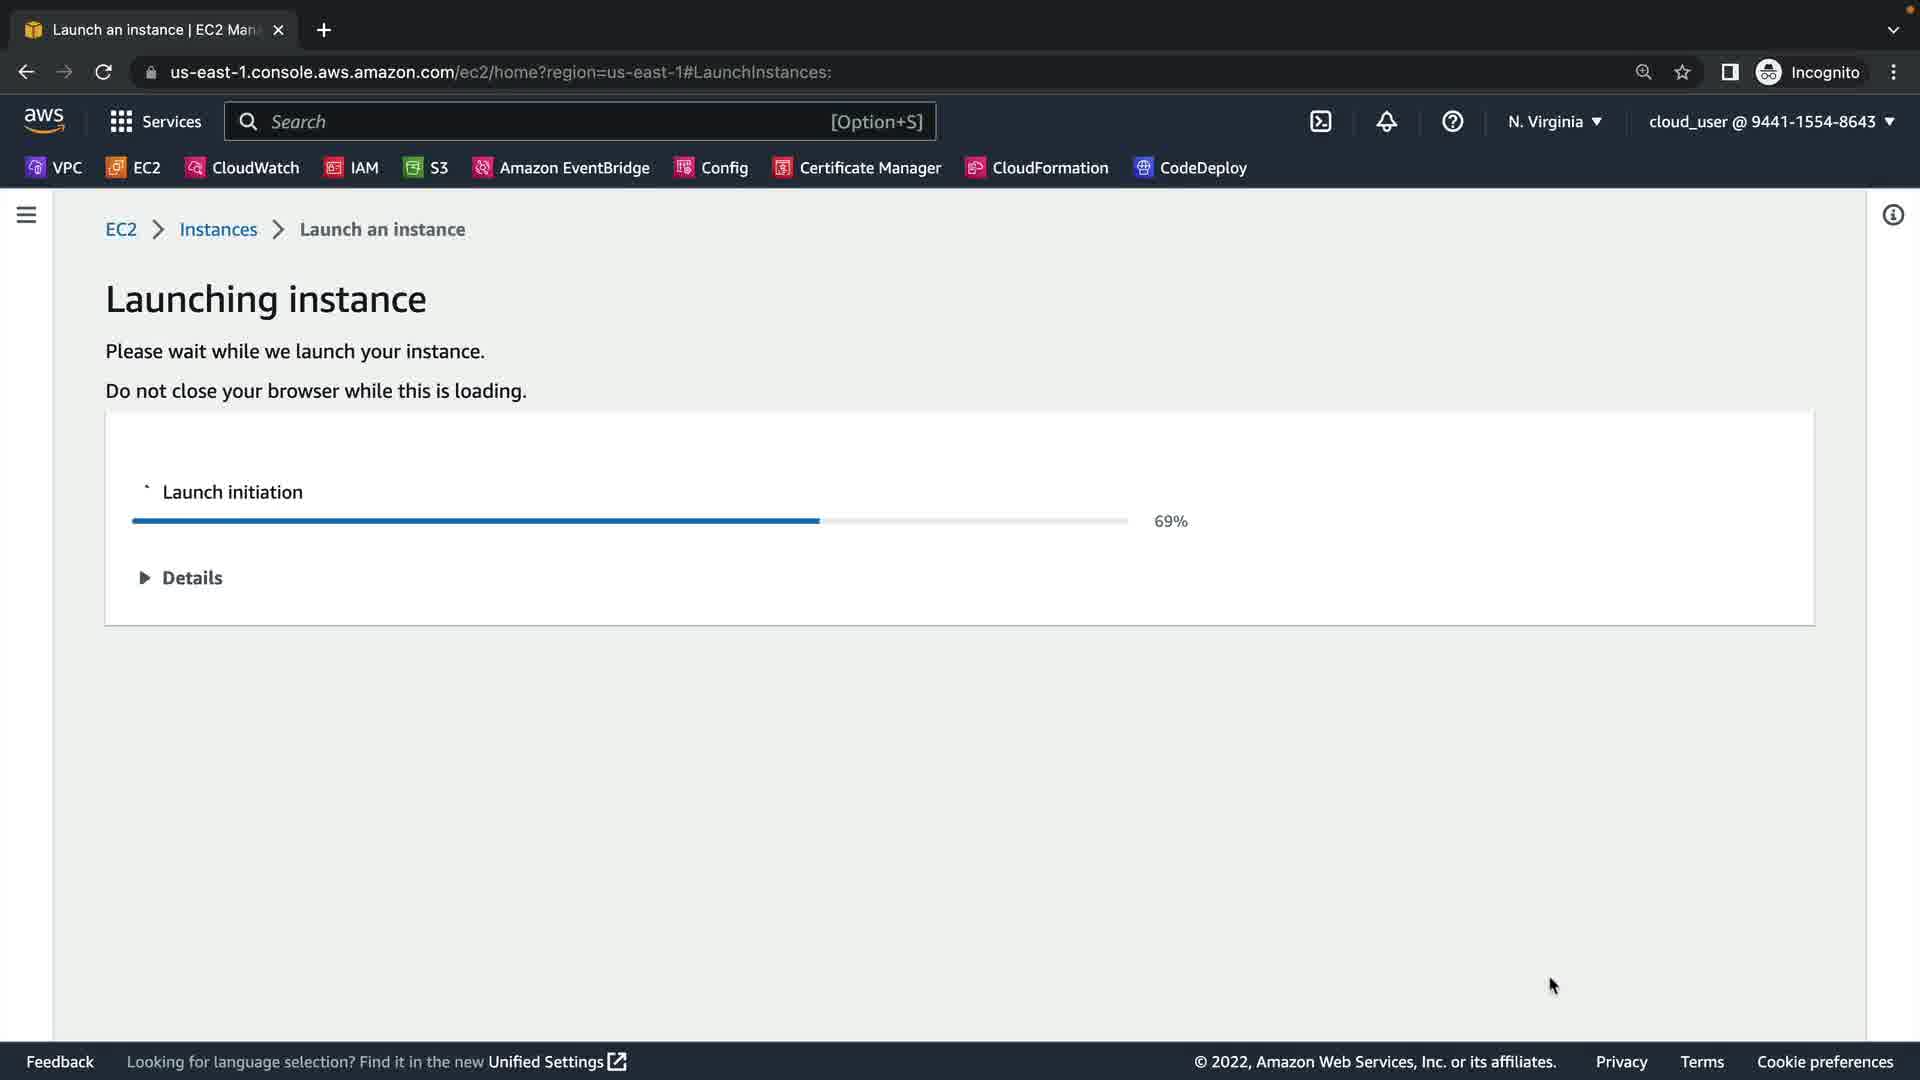 Launch an instance | EC2 Man
us-east-1.console.aws.amazon.com/ec2/home?region=us-east-1#LaunchInstances:
Incognito
aws
Services
Search
[Option+S]
N. Virginia
cloud_user @ 9441-1554-8643
VPC
EC2
CloudWatch
IAM
S3
Amazon EventBridge
Config
Certificate Manager
CloudFormation
CodeDeploy
EC2 > Instances > Launch an instance
Launching instance
Please wait while we launch your instance.
Do not close your browser while this is loading.
Launch initiation
69%
Details
Feedback
Looking for language selection? Find it in the new Unified Settings
© 2022, Amazon Web Services, Inc. or its affiliates.
Privacy
Terms
Cookie preferences